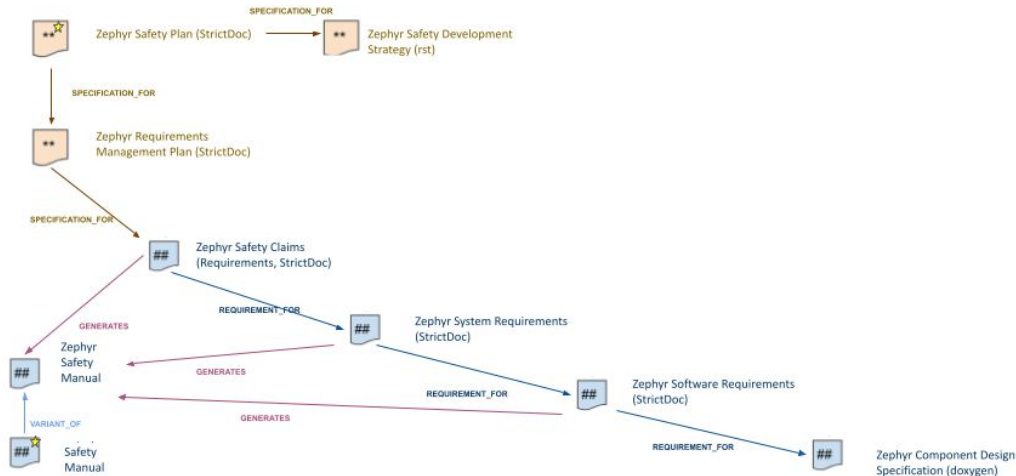 SPECIFICATION_FOR
** Zephyr Safety Plan (StrictDoc)
** Zephyr Safety Development
Strategy (rst)
SPECIFICATION_FOR
** Zephyr Requirements
Management Plan (StrictDoc)
SPECIFICATION_FOR
## Zephyr Safety Claims
(Requirements, StrictDoc)
REQUIREMENT_FOR
GENERATES
## Zephyr System Requirements
(StrictDoc)
## Zephyr
Safety
Manual
GENERATES
REQUIREMENT_FOR
## Zephyr Software Requirements
(StrictDoc)
GENERATES
VARIANT_OF
REQUIREMENT_FOR
## Safety
Manual
## Zephyr Component Design
Specification (doxygen)